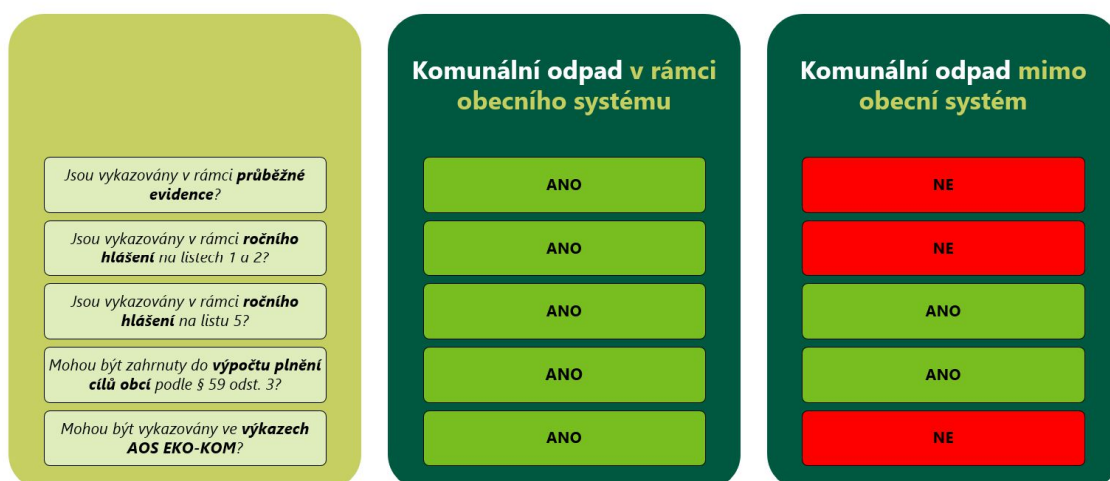 Komunální odpad v rámci
obecního systému
Komunální odpad mimo
obecní systém
Jsou vykazovány v rámci průběžné
evidence?
ANO
NE
Jsou vykazovány v rámci ročního
hlášení na listech 1 a 2?
ANO
NE
Jsou vykazovány v rámci ročního
hlášení na listu 5?
ANO
ANO
Mohou být zahrnuty do výpočtu plnění
cílů obcí podle § 59 odst. 3?
ANO
ANO
Mohou být vykazovány ve výkazech
AOS EKO-KOM?
ANO
NE